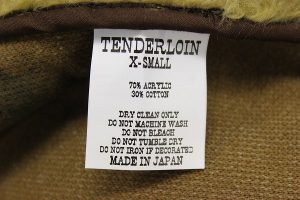 TENDERLOIN
X-SMALL
70% ACRYLIC
30% COTTON
DRY CLEAN ONLY
DO NOT MACHINE WASH
DO NOT BLEACH
DO NOT TUMBLE DRY
DO NOT IRON IF DECORATED
MADE IN JAPAN